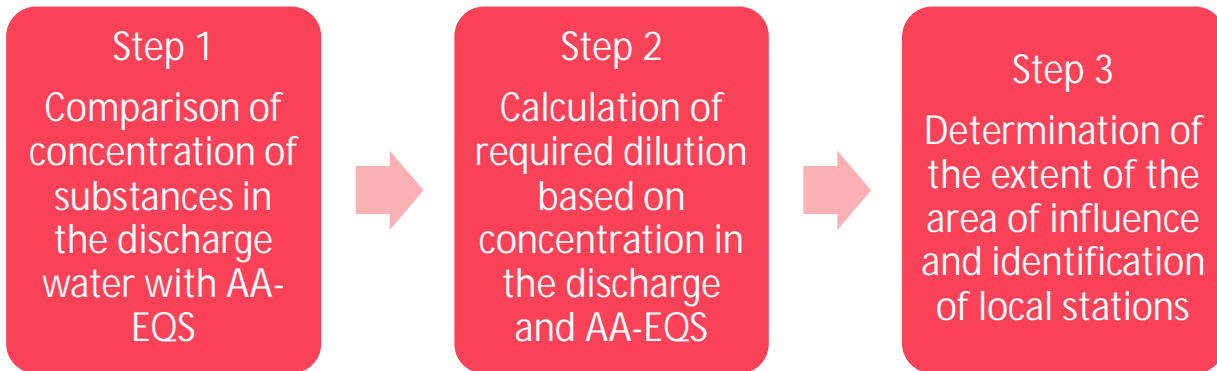 Step 1
Comparison of
concentration of
substances in
the discharge
water with AA-
EQS
Step 2
Calculation of
required dilution
based on
concentration in
the discharge
and AA-EQS
Step 3
Determination of
the extent of the
area of influence
and identification
of local stations